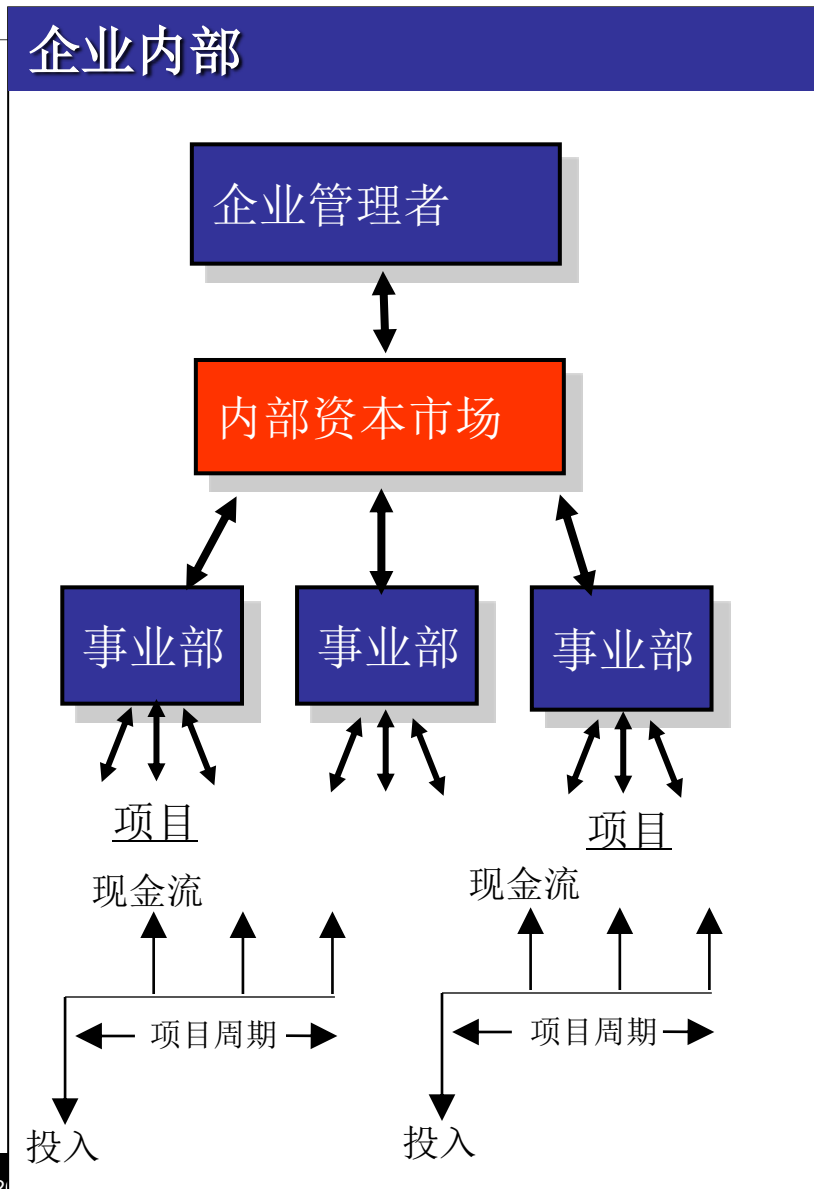 企业内部
企业管理者
内部资本市场
事业部 事业部 事业部
项目 项目
现金流 现金流
项目周期 项目周期
投入 投入